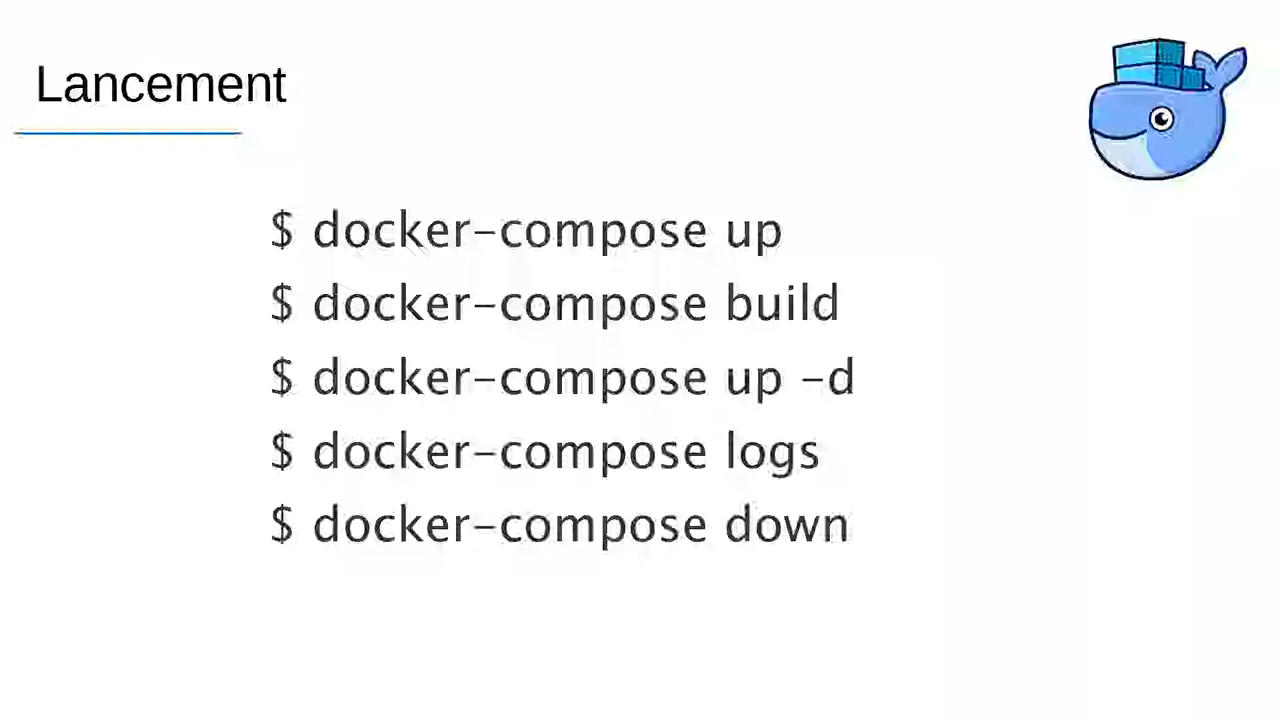 Lancement
$ docker-compose up
$ docker-compose build
$ docker-compose up -d
$ docker-compose logs
$ docker-compose down